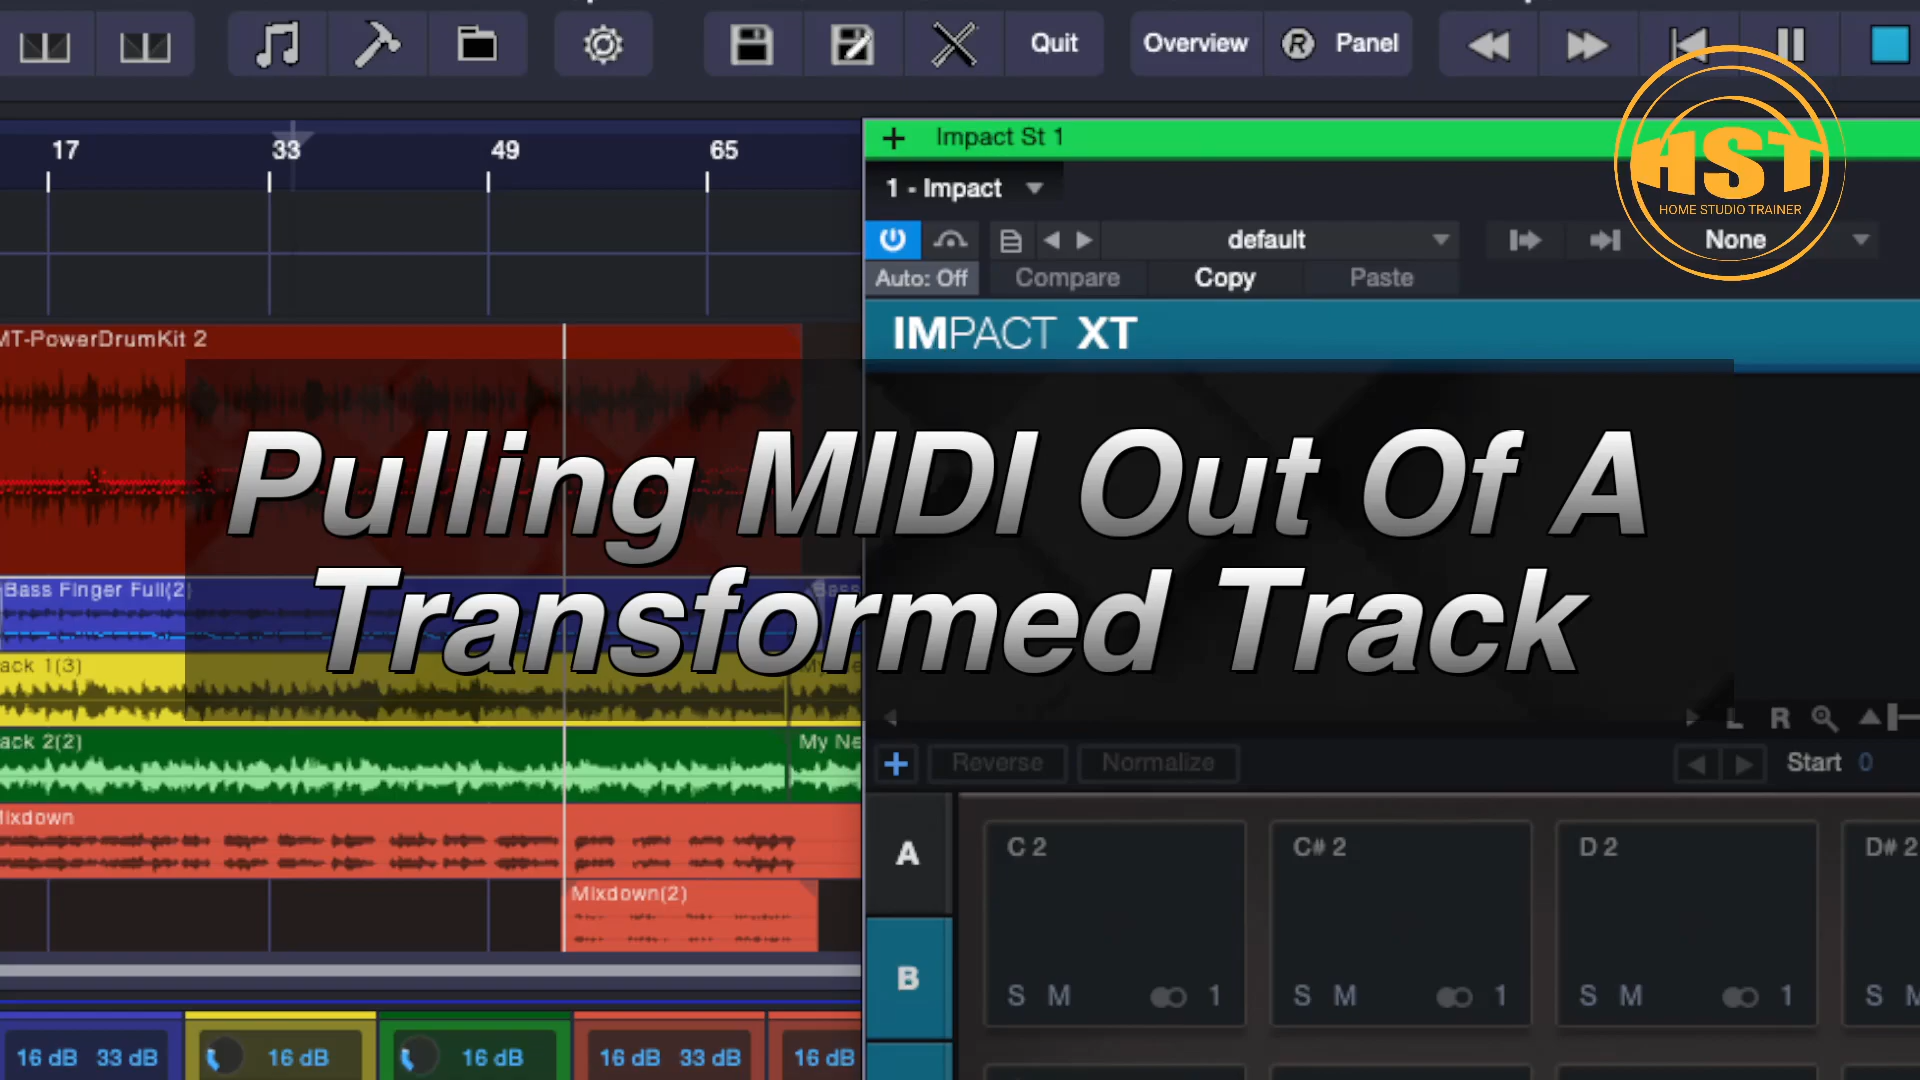 Quit
Overview
R Panel
HST
HOME STUDIO TRAINER
17
33
49
65
+ Impact St 1
1 - Impact
default
None
Auto: Off
Compare
Copy
Paste
IMPACT XT
MT-PowerDrumKit 2
Pulling MIDI Out Of A
Transformed Track
Bass Finger Full(2)
ack 1(3)
ack 2(2)
My Ne
Mixdown
Mixdown(2)
L R
+ Reverse Normalize
Start 0
A
B
C 2
C# 2
D 2
D# 2
S M 1
S M 1
S M 1
S M
16 dB 33 dB
16 dB
16 dB
16 dB 33 dB
16 dB